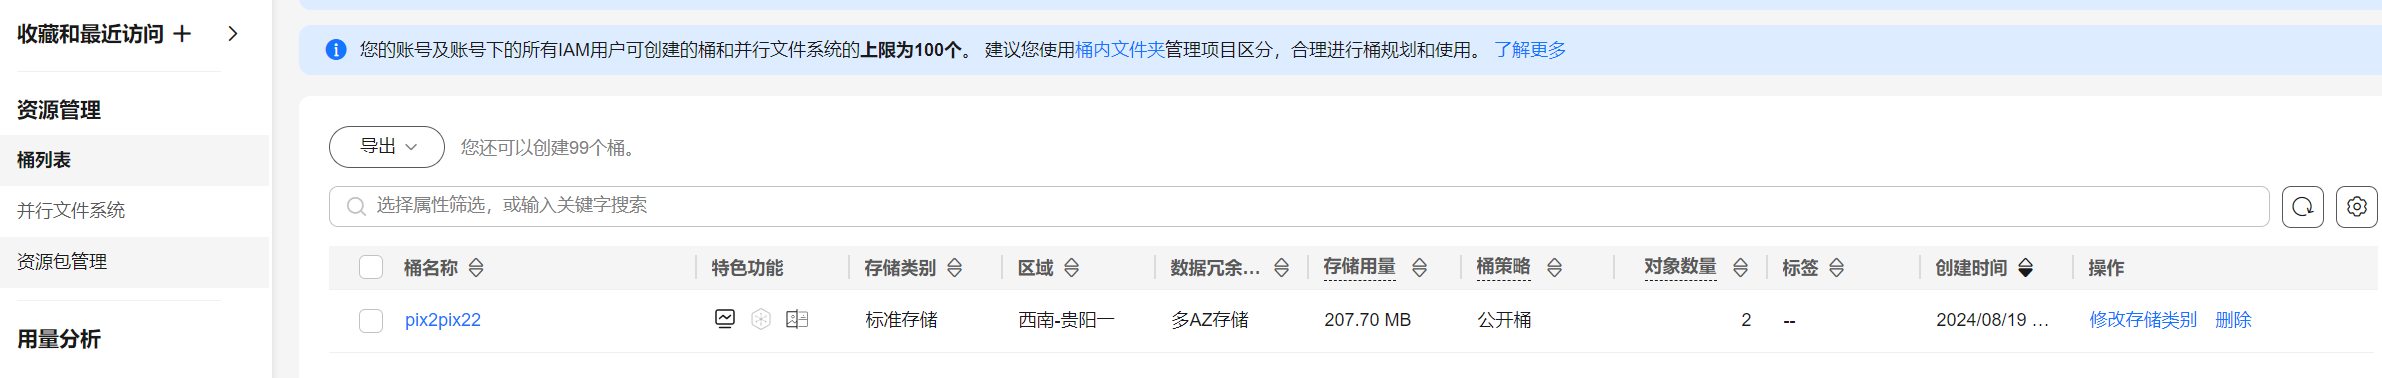 收藏和最近访问
资源管理
桶列表
并行文件系统
资源包管理
用量分析
您的账号及账号下的所有IAM用户可创建的桶和并行文件系统的上限为100个。 建议您使用桶内文件夹管理项目区分，合理进行桶规划和使用。 了解更多
导出 您还可以创建99个桶。
选择属性筛选，或输入关键字搜索
桶名称 特色功能 存储类别 区域 数据冗余... 存储用量 桶策略 对象数量 标签 创建时间 操作
pix2pix22 标准存储 西南-贵阳一 多AZ存储 207.70 MB 公开桶 2 -- 2024/08/19 ... 修改存储类别 删除